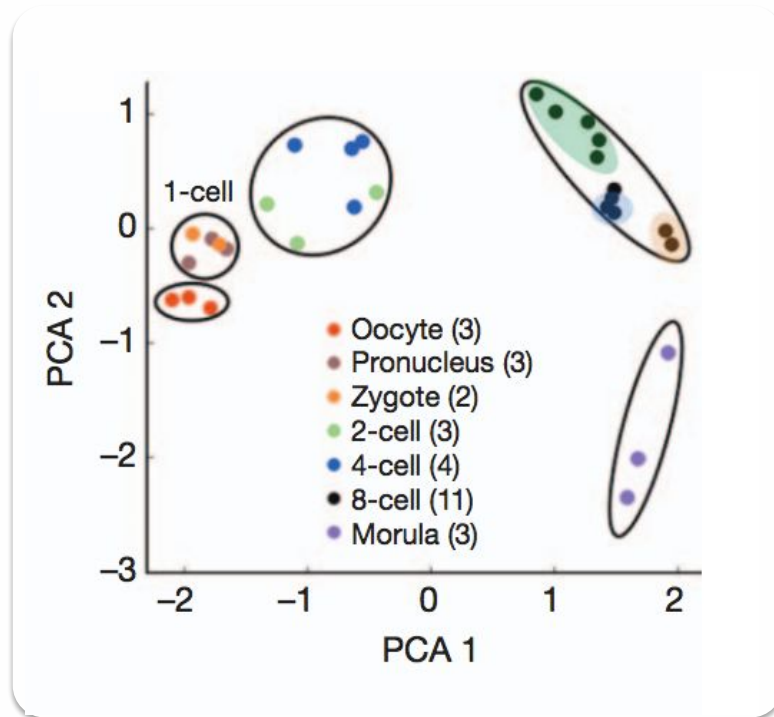 1
1-cell
0
−1
−2
−3
PCA 2
Oocyte (3)
Pronucleus (3)
Zygote (2)
2-cell (3)
4-cell (4)
8-cell (11)
Morula (3)
−2 −1 0 1 2
PCA 1